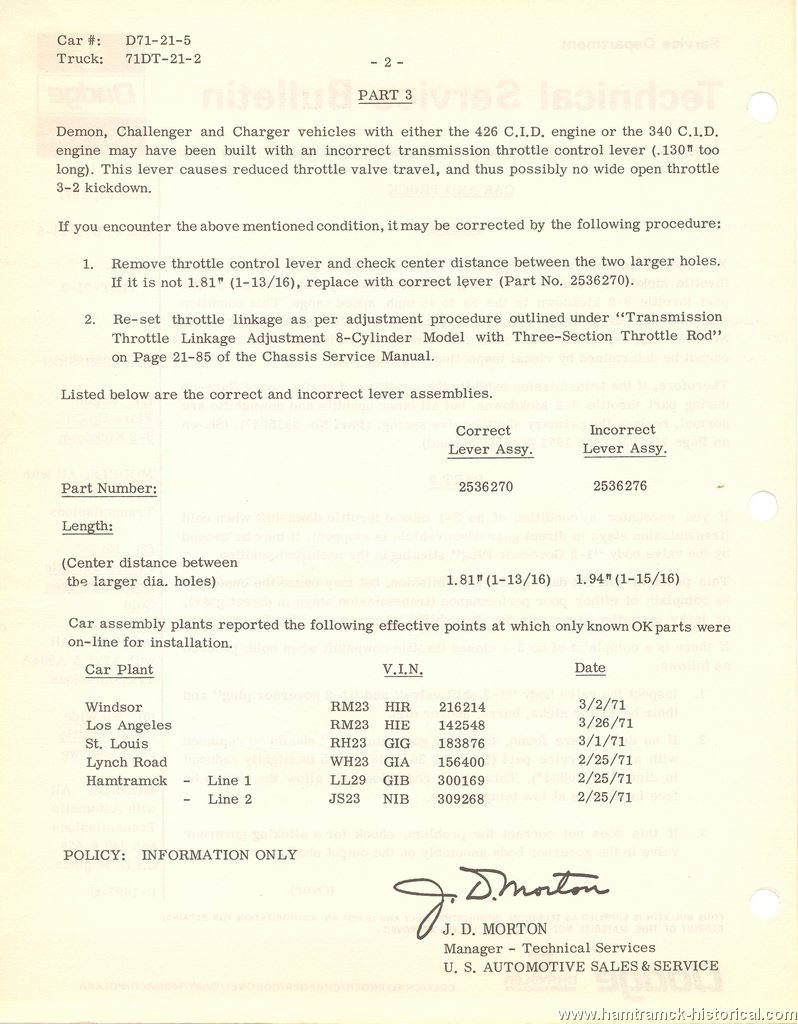 Car #: D71-21-5
Truck: 71DT-21-2
- 2 -
PART 3
Demon, Challenger and Charger vehicles with either the 426 C.I.D. engine or the 340 C.I.D.
engine may have been built with an incorrect transmission throttle control lever (.130" too
long). This lever causes reduced throttle valve travel, and thus possibly no wide open throttle
3-2 kickdown.
If you encounter the above mentioned condition, it may be corrected by the following procedure:
1. Remove throttle control lever and check center distance between the two larger holes.
If it is not 1.81" (1-13/16), replace with correct lever (Part No. 2536270).
2. Re-set throttle linkage as per adjustment procedure outlined under "Transmission
Throttle Linkage Adjustment 8-Cylinder Model with Three-Section Throttle Rod"
on Page 21-85 of the Chassis Service Manual.
Listed below are the correct and incorrect lever assemblies.
Correct Incorrect
Lever Assy. Lever Assy.
Part Number: 2536270 2536276
Length:
(Center distance between
the larger dia. holes) 1.81" (1-13/16) 1.94" (1-15/16)
Car assembly plants reported the following effective points at which only known OK parts were
on-line for installation.
Car Plant V.I.N. Date
Windsor RM23 HIR 216214 3/2/71
Los Angeles RM23 HIE 142548 3/26/71
St. Louis RH23 GIG 183876 3/1/71
Lynch Road WH23 GIA 156400 2/25/71
Hamtramck - Line 1 LL29 GIB 300169 2/25/71
- Line 2 JS23 NIB 309268 2/25/71
POLICY: INFORMATION ONLY
J. D. Morton
J. D. MORTON
Manager - Technical Services
U. S. AUTOMOTIVE SALES & SERVICE
www.hamtramck-historical.com